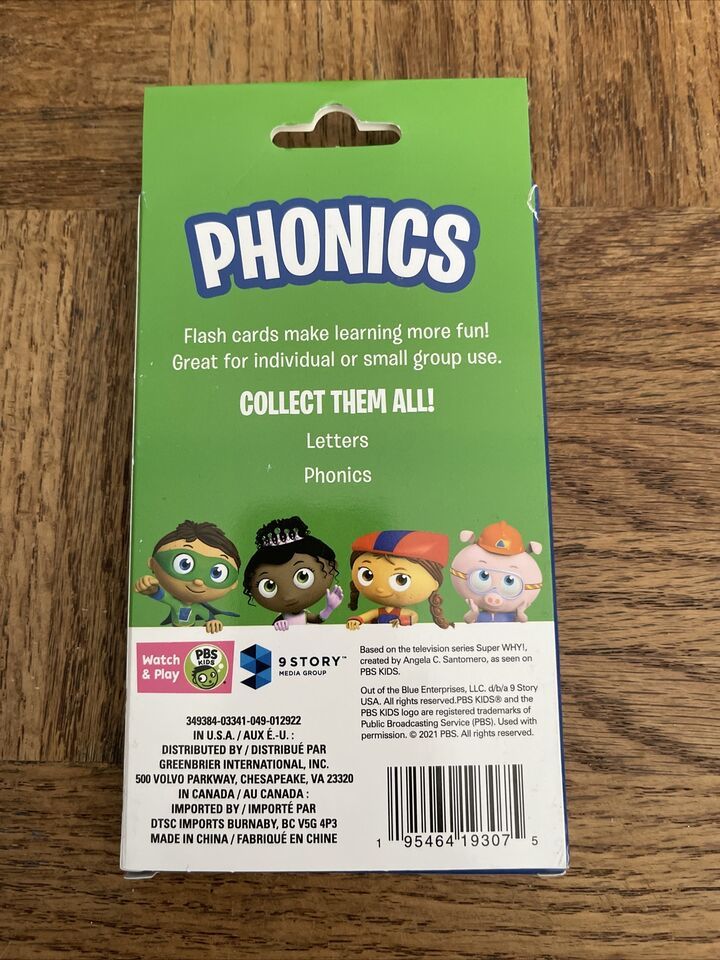 PHONICS
Flash cards make learning more fun!
Great for individual or small group use.
COLLECT THEM ALL!
Letters
Phonics
Watch
& Play
PBS
KIDS
9 STORY™
MEDIA GROUP
Based on the television series Super WHY!,
created by Angela C. Santomero, as seen on
PBS KIDS.
Out of the Blue Enterprises, LLC. d/b/a 9 Story
USA. All rights reserved.PBS KIDS® and the
PBS KIDS logo are registered trademarks of
Public Broadcasting Service (PBS). Used with
permission. © 2021 PBS. All rights reserved.
349384-03341-049-012922
IN U.S.A. / AUX É.-U. :
DISTRIBUTED BY / DISTRIBUÉ PAR
GREENBRIER INTERNATIONAL, INC.
500 VOLVO PARKWAY, CHESAPEAKE, VA 23320
IN CANADA / AU CANADA :
IMPORTED BY / IMPORTÉ PAR
DTSC IMPORTS BURNABY, BC V5G 4P3
MADE IN CHINA / FABRIQUÉ EN CHINE
1 95464 19307 5